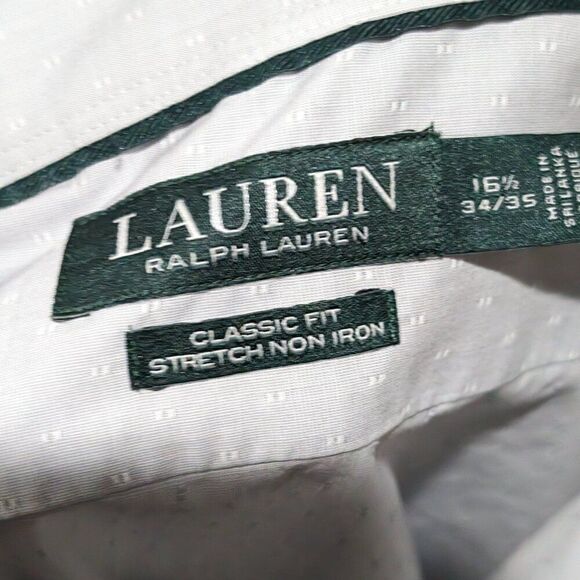 LAUREN
RALPH LAUREN
16½
34/35
MADE IN
SRI LANKA
CLASSIC FIT
STRETCH NON IRON